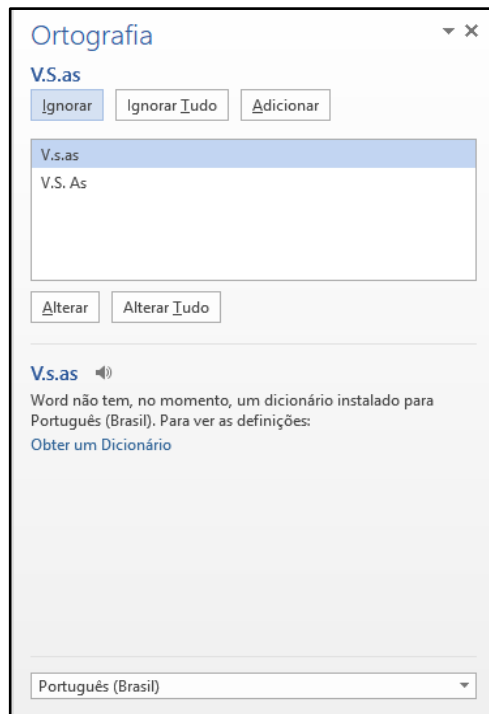 Ortografia
V.S.as
Ignorar Ignorar Tudo Adicionar
V.s.as
V.S. As
Alterar Alterar Tudo
V.s.as
Word não tem, no momento, um dicionário instalado para
Português (Brasil). Para ver as definições:
Obter um Dicionário
Português (Brasil)